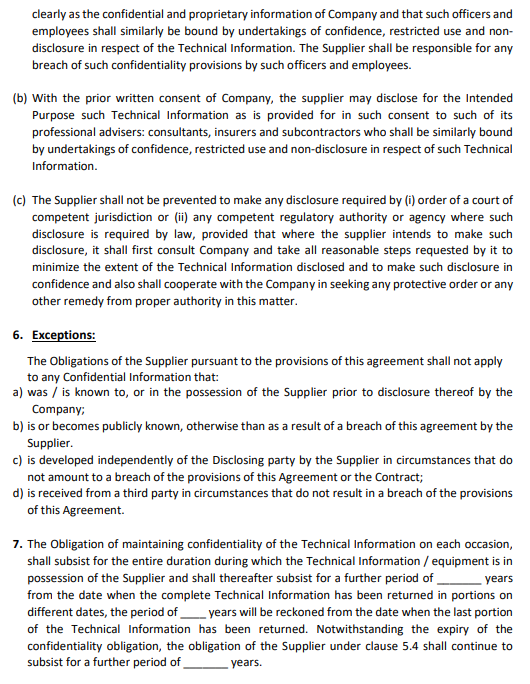 clearly as the confidential and proprietary information of Company and that such officers and
employees shall similarly be bound by undertakings of confidence, restricted use and non-
disclosure in respect of the Technical Information. The Supplier shall be responsible for any
breach of such confidentiality provisions by such officers and employees.
(b) With the prior written consent of Company, the supplier may disclose for the Intended
Purpose such Technical Information as is provided for in such consent to such of its
professional advisers: consultants, insurers and subcontractors who shall be similarly bound
by undertakings of confidence, restricted use and non-disclosure in respect of such Technical
Information.
(c) The Supplier shall not be prevented to make any disclosure required by (i) order of a court of
competent jurisdiction or (ii) any competent regulatory authority or agency where such
disclosure is required by law, provided that where the supplier intends to make such
disclosure, it shall first consult Company and take all reasonable steps requested by it to
minimize the extent of the Technical Information disclosed and to make such disclosure in
confidence and also shall cooperate with the Company in seeking any protective order or any
other remedy from proper authority in this matter.
6. Exceptions:
The Obligations of the Supplier pursuant to the provisions of this agreement shall not apply
to any Confidential Information that:
a) was / is known to, or in the possession of the Supplier prior to disclosure thereof by the
Company;
b) is or becomes publicly known, otherwise than as a result of a breach of this agreement by the
Supplier.
c) is developed independently of the Disclosing party by the Supplier in circumstances that do
not amount to a breach of the provisions of this Agreement or the Contract;
d) is received from a third party in circumstances that do not result in a breach of the provisions
of this Agreement.
7. The Obligation of maintaining confidentiality of the Technical Information on each occasion,
shall subsist for the entire duration during which the Technical Information / equipment is in
possession of the Supplier and shall thereafter subsist for a further period of _______ years
from the date when the complete Technical Information has been returned in portions on
different dates, the period of ____ years will be reckoned from the date when the last portion
of the Technical Information has been returned. Notwithstanding the expiry of the
confidentiality obligation, the obligation of the Supplier under clause 5.4 shall continue to
subsist for a further period of _______ years.